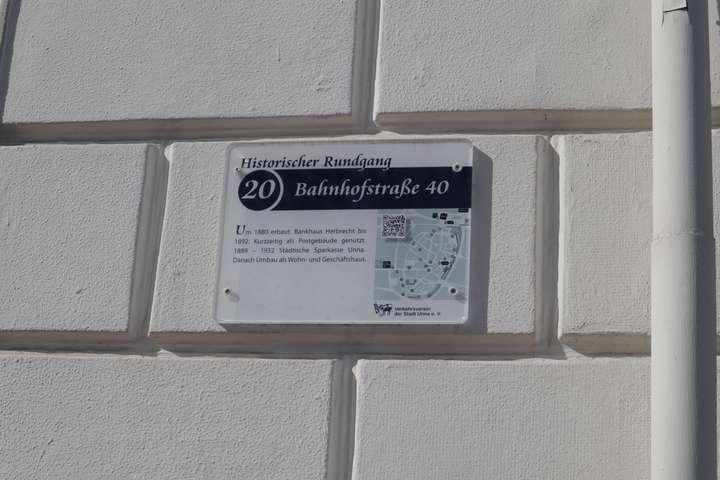 Historischer Rundgang
20 Bahnhofstraße 40
Um 1880 erbaut. Bankhaus Herbrecht bis
1892. Kurzzeitig als Postgebäude genutzt.
1889 – 1932 Städtische Sparkasse Unna.
Danach Umbau als Wohn- und Geschäftshaus.
Verkehrsverein
der Stadt Unna e. V.